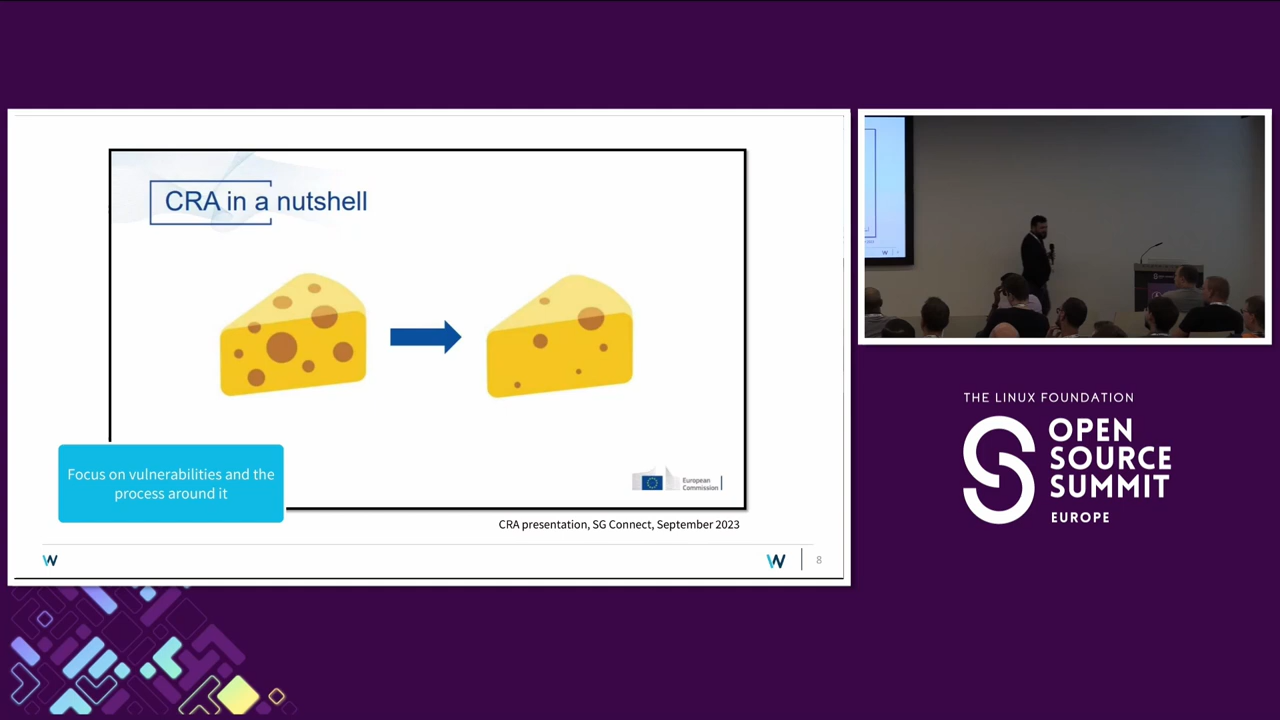 CRA in a nutshell
Focus on vulnerabilities and the
process around it
European
Commission
CRA presentation, SG Connect, September 2023
W
W
8
THE LINUX FOUNDATION
OPEN
SOURCE
SUMMIT
EUROPE